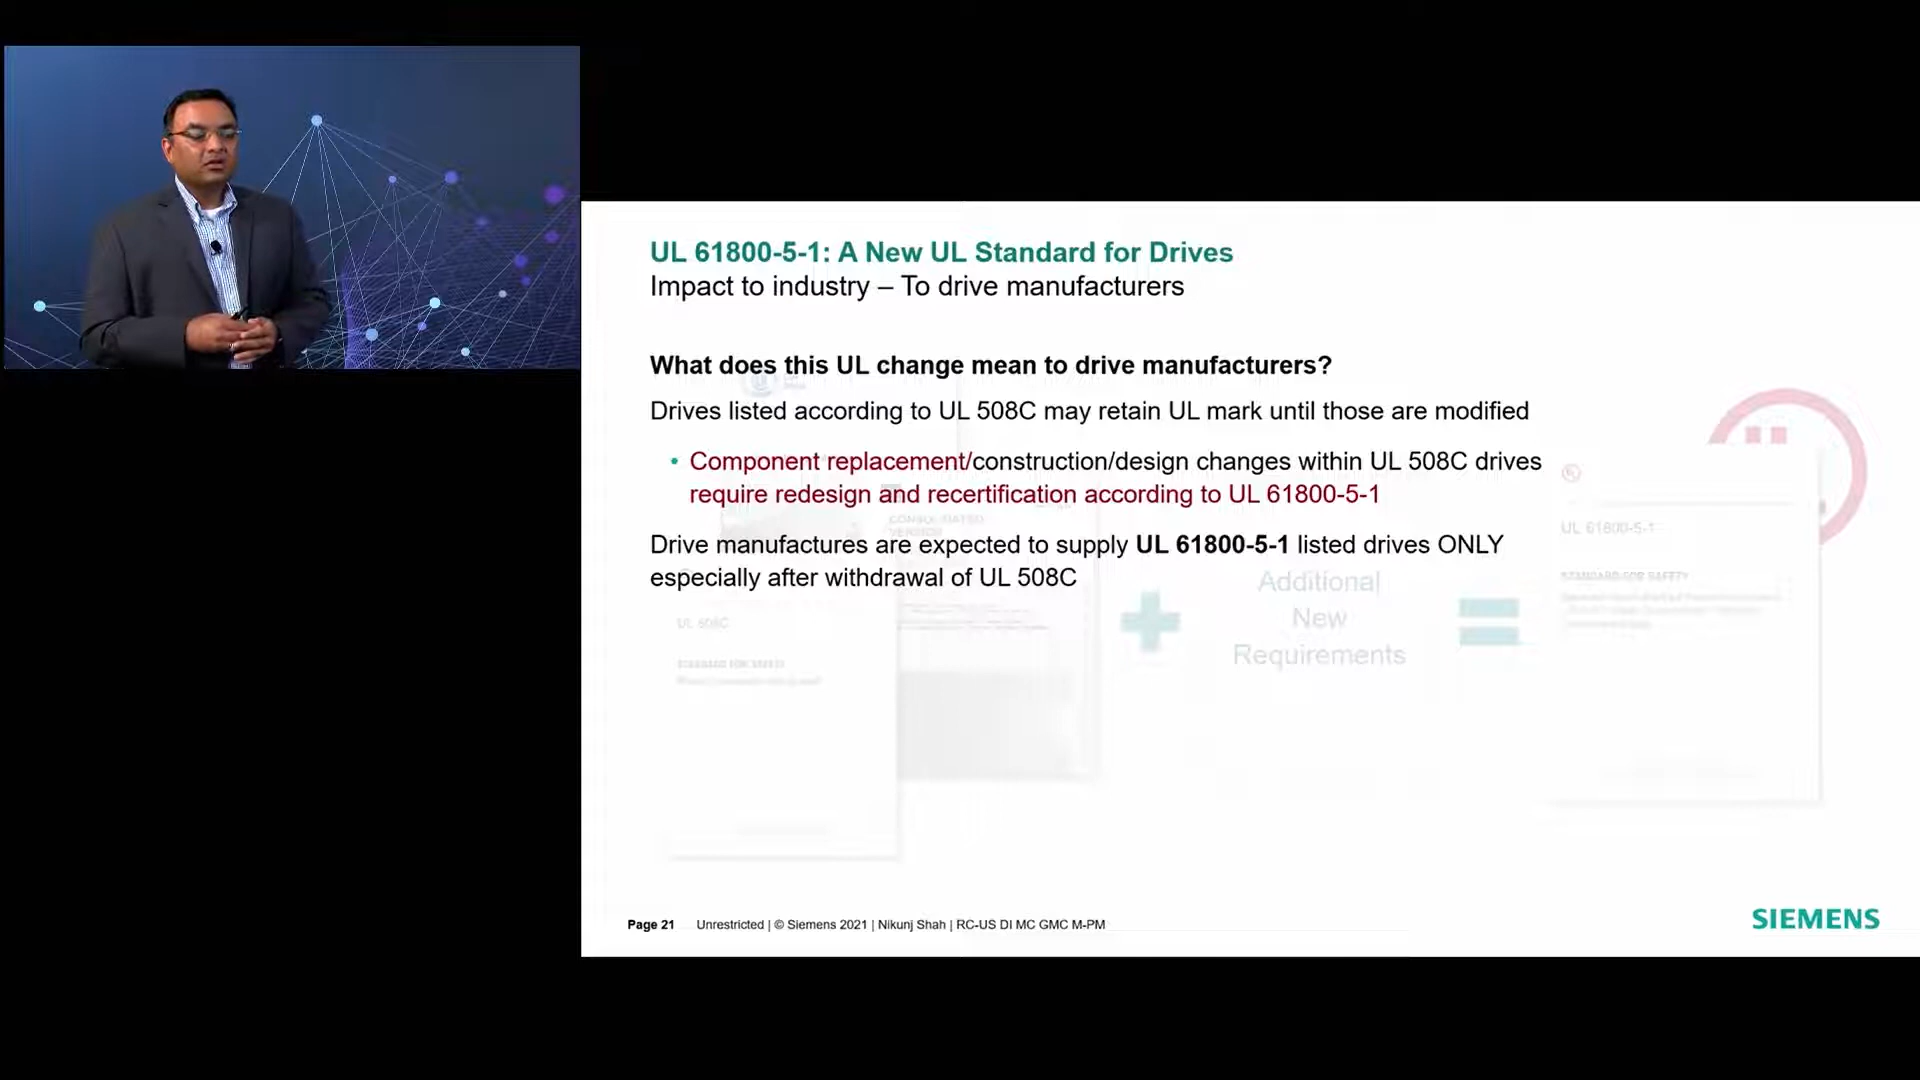 UL 61800-5-1: A New UL Standard for Drives
Impact to industry – To drive manufacturers
What does this UL change mean to drive manufacturers?
Drives listed according to UL 508C may retain UL mark until those are modified
• Component replacement/construction/design changes within UL 508C drives
require redesign and recertification according to UL 61800-5-1
Drive manufactures are expected to supply UL 61800-5-1 listed drives ONLY
especially after withdrawal of UL 508C
CONSOLIDATED
VERSION
UL 508C
STANDARD FOR SAFETY
Additional
New
Requirements
UL 61800-5-1
STANDARD FOR SAFETY
Page 21 Unrestricted | © Siemens 2021 | Nikunj Shah | RC-US DI MC GMC M-PM
SIEMENS